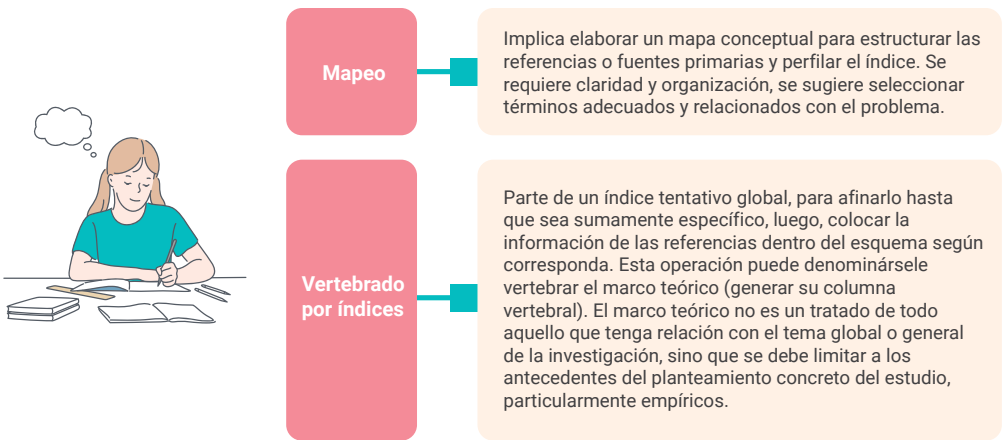 Mapeo
Implica elaborar un mapa conceptual para estructurar las
referencias o fuentes primarias y perfilar el índice. Se
requiere claridad y organización, se sugiere seleccionar
términos adecuados y relacionados con el problema.
Vertebrado
por índices
Parte de un índice tentativo global, para afinarlo hasta
que sea sumamente específico, luego, colocar la
información de las referencias dentro del esquema según
corresponda. Esta operación puede denominársele
vertebrar el marco teórico (generar su columna
vertebral). El marco teórico no es un tratado de todo
aquello que tenga relación con el tema global o general
de la investigación, sino que se debe limitar a los
antecedentes del planteamiento concreto del estudio,
particularmente empíricos.